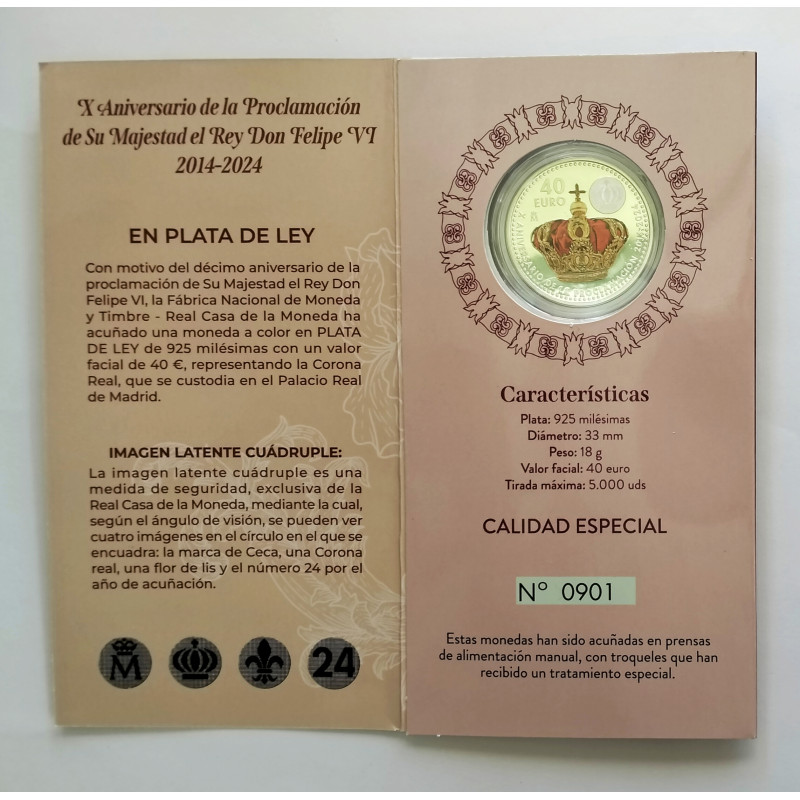 X Aniversario de la Proclamación
de Su Majestad el Rey Don Felipe VI
2014-2024
EN PLATA DE LEY
Con motivo del décimo aniversario de la
proclamación de Su Majestad el Rey Don
Felipe VI, la Fábrica Nacional de Moneda
y Timbre - Real Casa de la Moneda ha
acuñado una moneda a color en PLATA
DE LEY de 925 milésimas con un valor
facial de 40 €, representando la Corona
Real, que se custodia en el Palacio Real
de Madrid.
IMAGEN LATENTE CUÁDRUPLE:
La imagen latente cuádruple es una
medida de seguridad, exclusiva de la
Real Casa de la Moneda, mediante la cual,
según el ángulo de visión, se pueden ver
cuatro imágenes en el círculo en el que se
encuadra: la marca de Ceca, una Corona
real, una flor de lis y el número 24 por el
año de acuñación.
M
24
40
EURO
X ANIVERSARIO DE LA PROCLAMACIÓN 2014-2024
Características
Plata: 925 milésimas
Diámetro: 33 mm
Peso: 18 g
Valor facial: 40 euro
Tirada máxima: 5.000 uds
CALIDAD ESPECIAL
Nº 0901
Estas monedas han sido acuñadas en prensas
de alimentación manual, con troqueles que han
recibido un tratamiento especial.